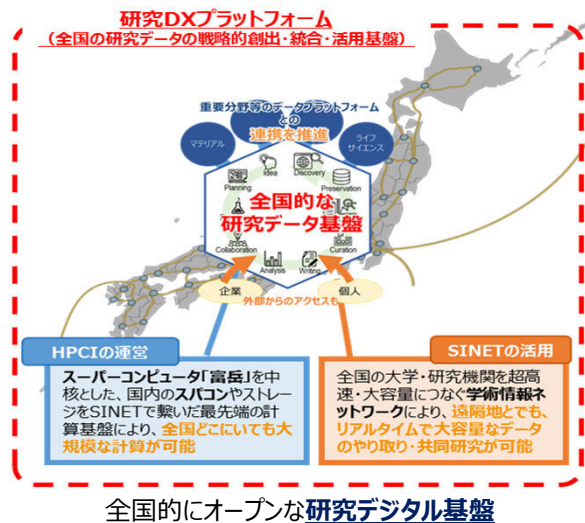 研究DXプラットフォーム
（全国の研究データの戦略的創出・統合・活用基盤）
重要分野等のデータプラットフォーム
との
連携を推進
マテリアル
ライフ
サイエンス
Idea
Discovery
Planning
Preservation
全国的な
研究データ基盤
Collaboration
Curation
Analysis
Writing
企業
個人
外部からのアクセスも
HPCIの運営
スーパーコンピュータ「富岳」を中
核とした、国内のスパコンやストレ
ージをSINETで繋いだ最先端の計
算基盤により、全国どこにいても大
規模な計算が可能
SINETの活用
全国の大学・研究機関を超高
速・大容量につなぐ学術情報ネ
ットワークにより、遠隔地とでも、
リアルタイムで大容量なデータ
のやり取り・共同研究が可能
全国的にオープンな研究デジタル基盤